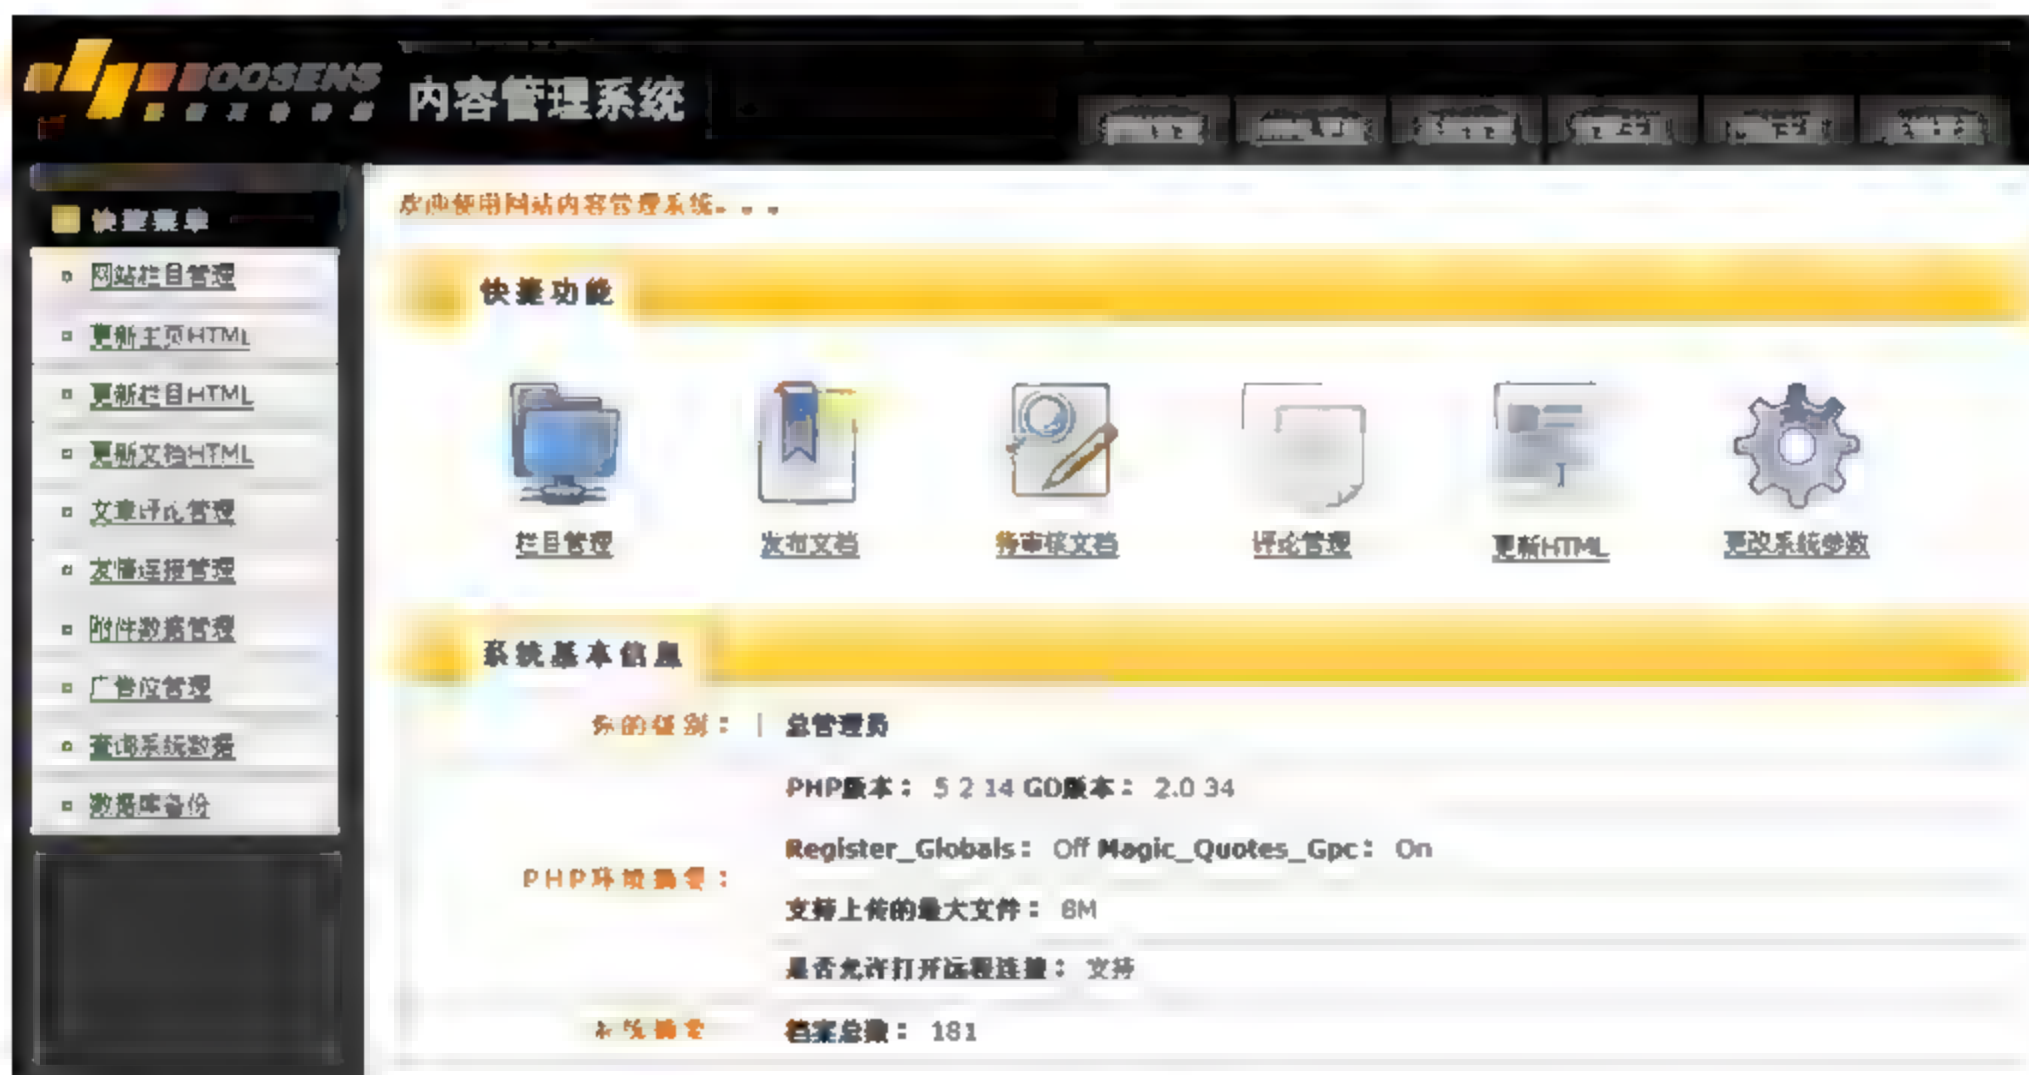 BOOSENS
内容管理系统
欢迎使用网站内容管理系统...
快捷菜单
网站栏目管理
更新主页HTML
更新栏目HTML
更新文档HTML
文章评论管理
友情连接管理
附件数据管理
广告位管理
查询系统数据
数据库备份
快捷功能
栏目管理 发布文档 待审核文档 评论管理 更新HTML 更改系统参数
系统基本信息
你的级别: 总管理员
PHP版本: 5.2.14 GD版本: 2.0.34
Register_Globals: Off Magic_Quotes_Gpc: On
PHP环境摘要:
支持上传的最大文件: 8M
是否允许打开远程连接: 支持
档案总数: 181